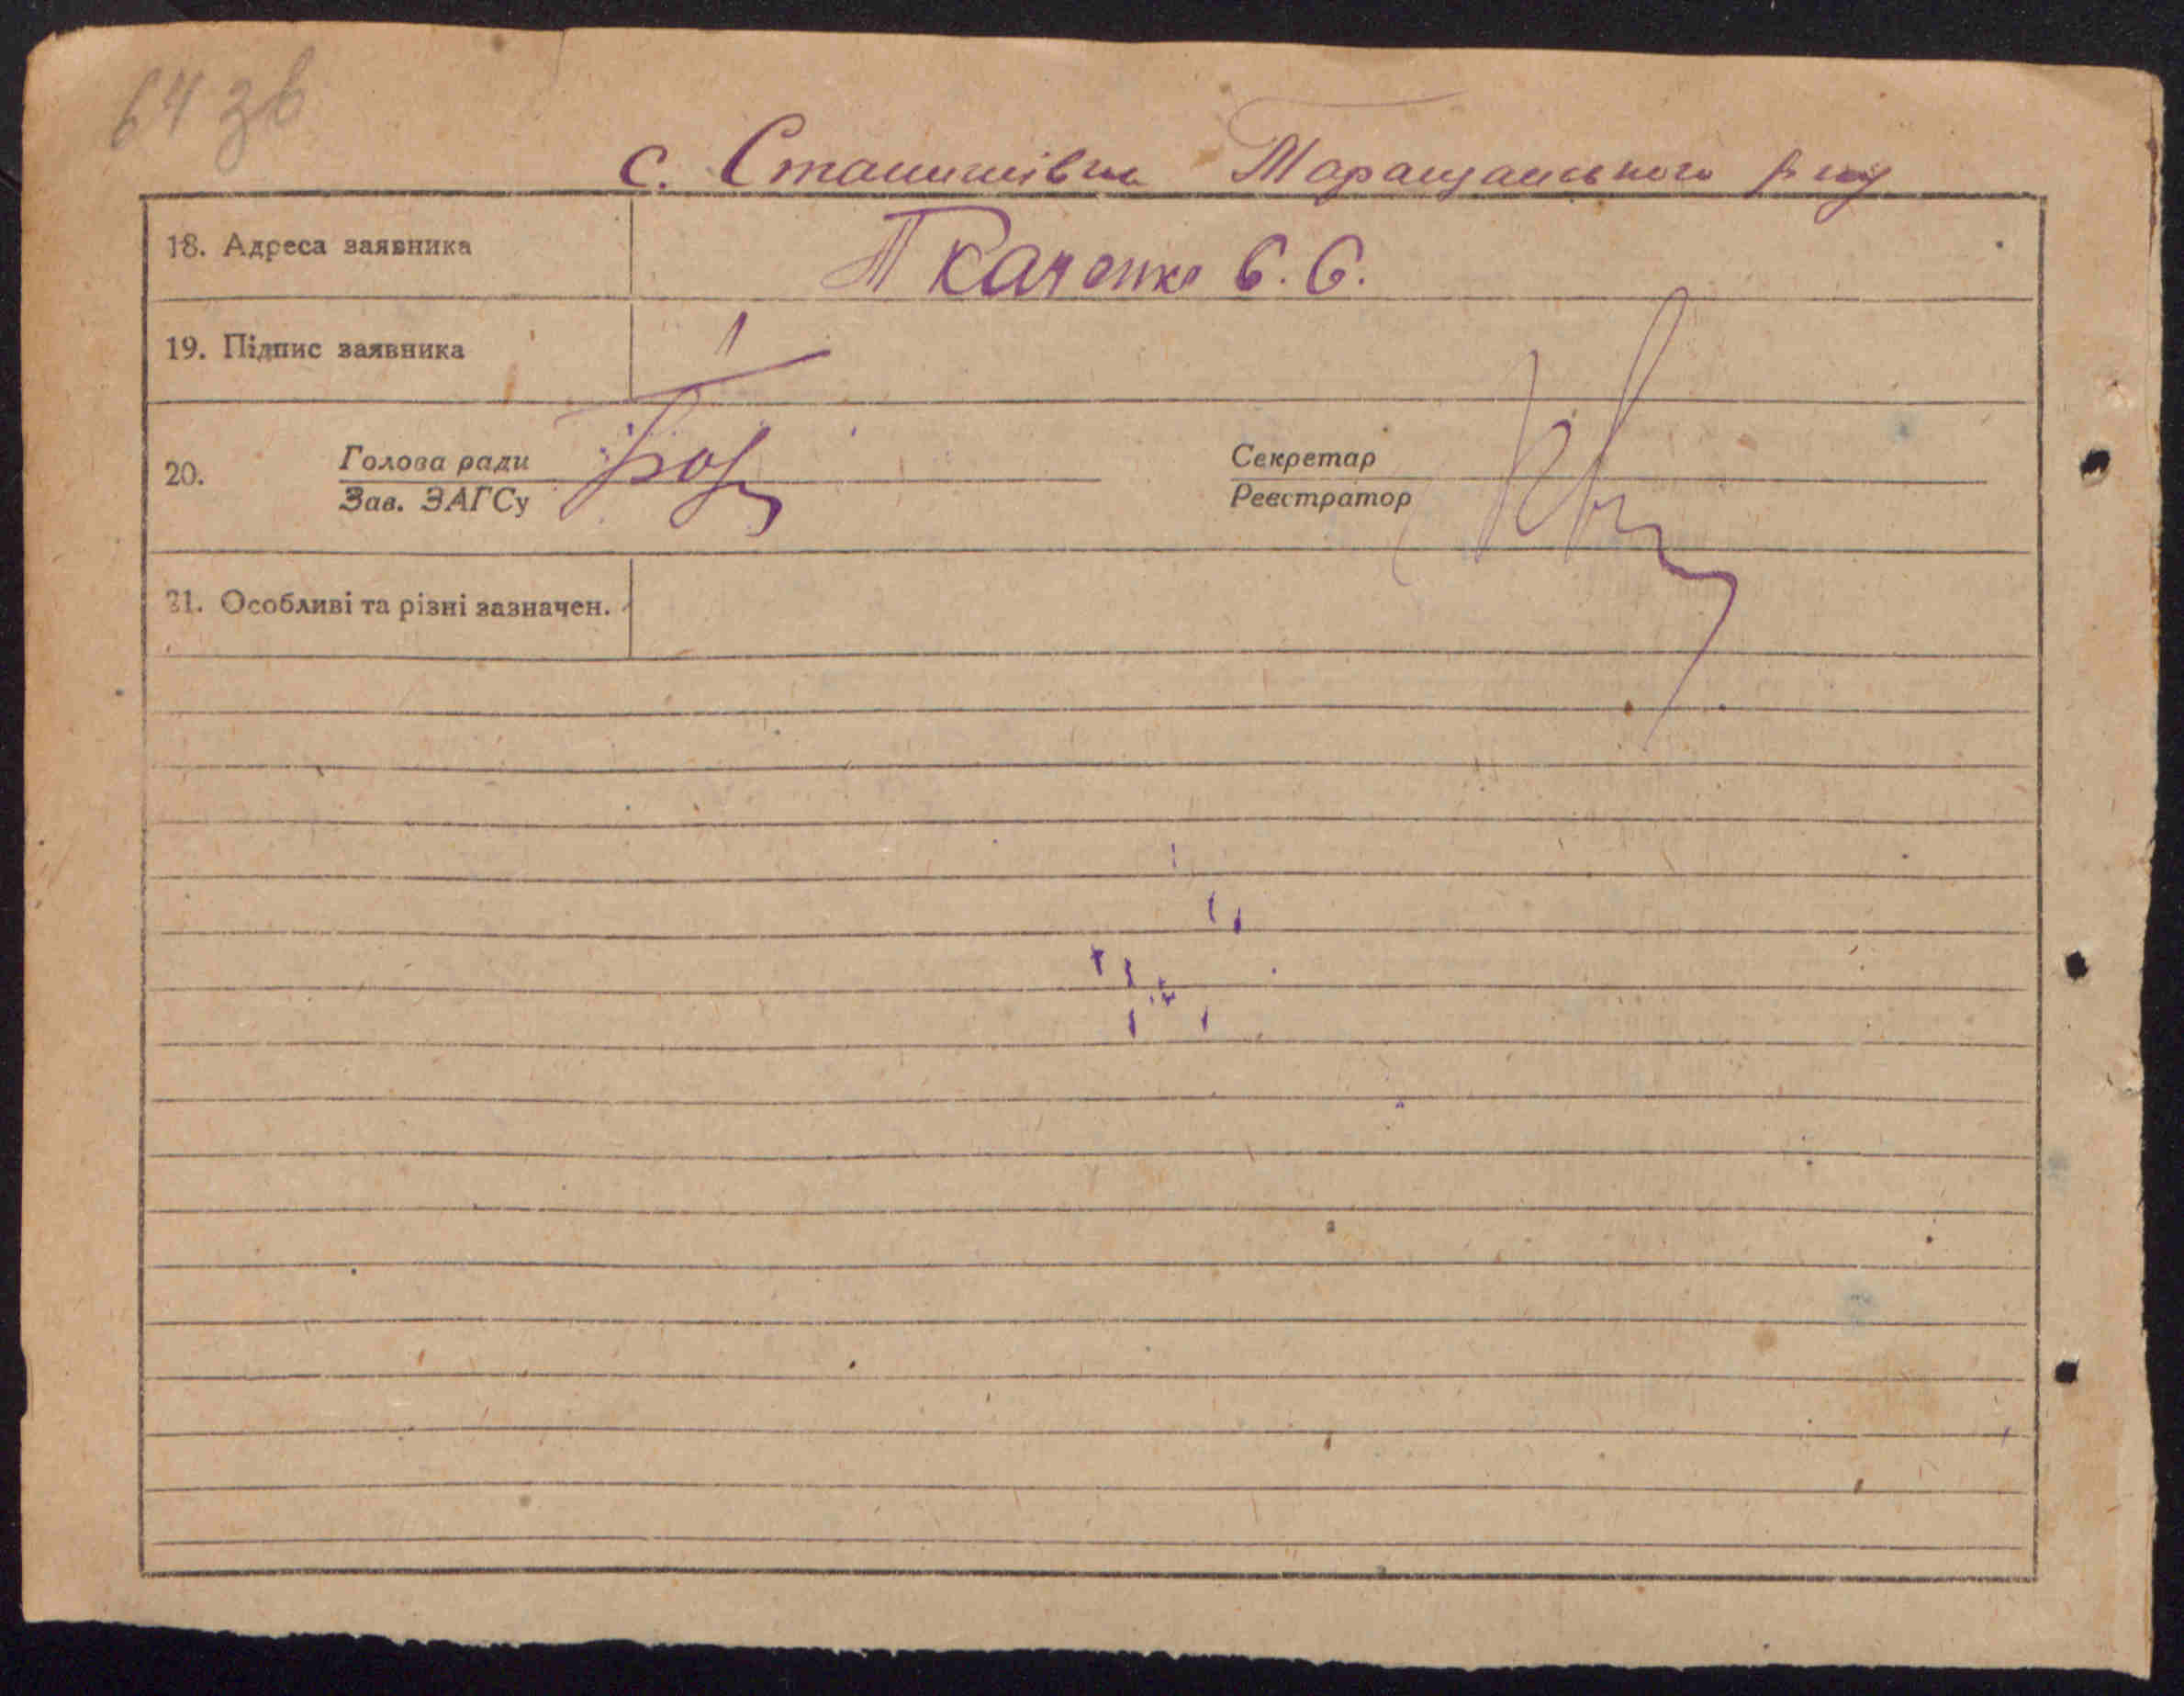 64 зв
с. Станишівка Таращанського р-ну
18. Адреса заявника
Ткаченко Є. Є.
19. Підпис заявника
20. Голова ради
Зав. ЗАГСу
Секретар
Реєстратор
21. Особливі та різні зазначен.